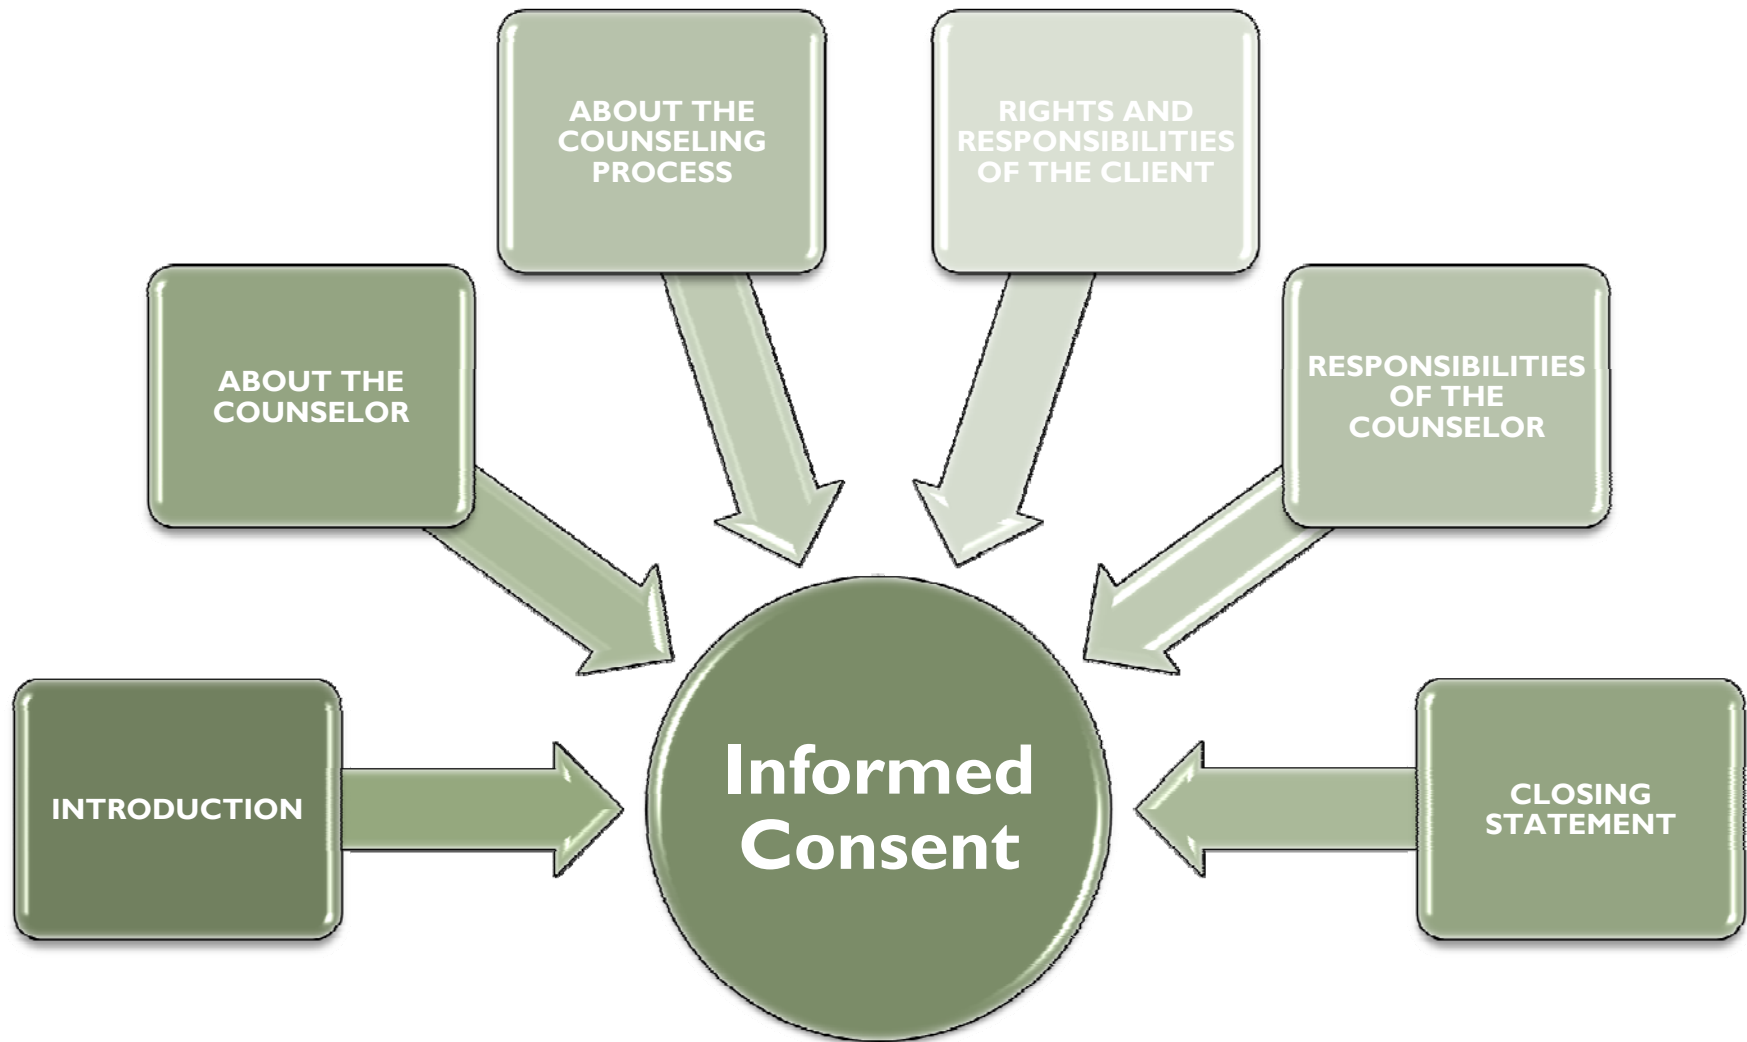 INTRODUCTION
ABOUT THE
COUNSELOR
ABOUT THE
COUNSELING
PROCESS
RIGHTS AND
RESPONSIBILITIES
OF THE CLIENT
RESPONSIBILITIES
OF THE
COUNSELOR
CLOSING
STATEMENT
Informed
Consent